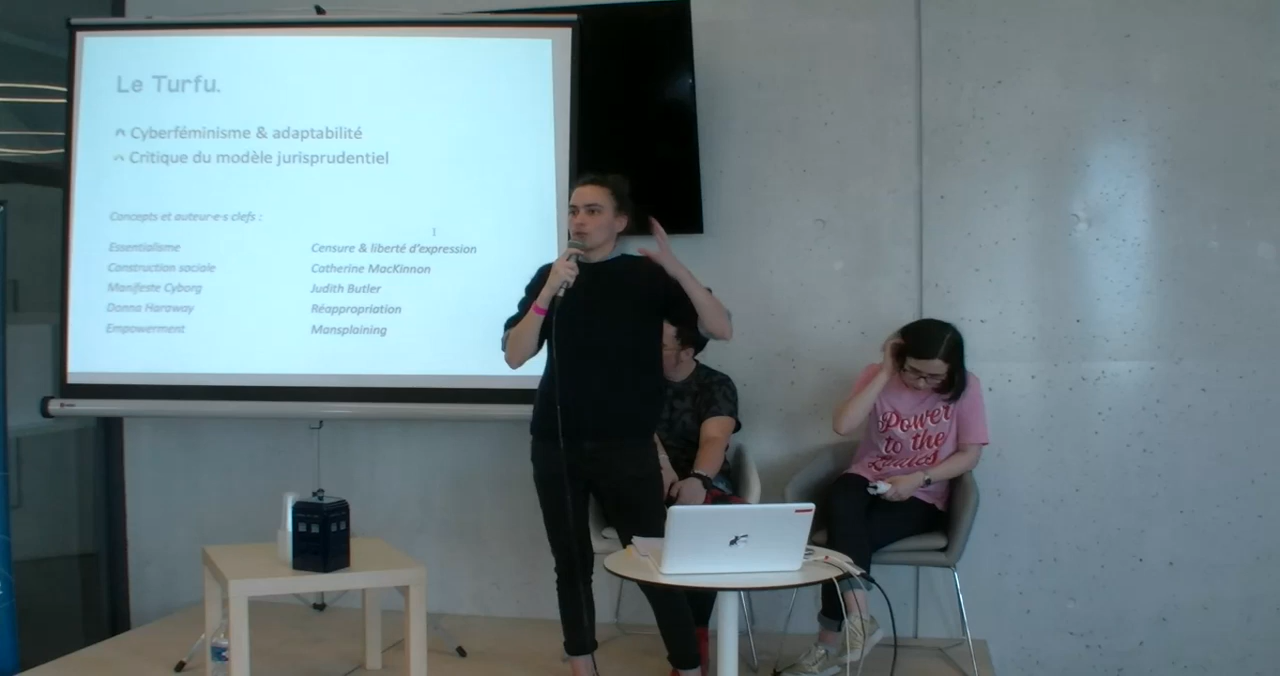 Le Turfu.
Cyberféminisme & adaptabilité
Critique du modèle jurisprudentiel
Concepts et auteur·e·s clefs :
Essentialisme
Construction sociale
Manifeste Cyborg
Donna Haraway
Empowerment
Censure & liberté d'expression
Catherine MacKinnon
Judith Butler
Réappropriation
Mansplaining
Power
to the